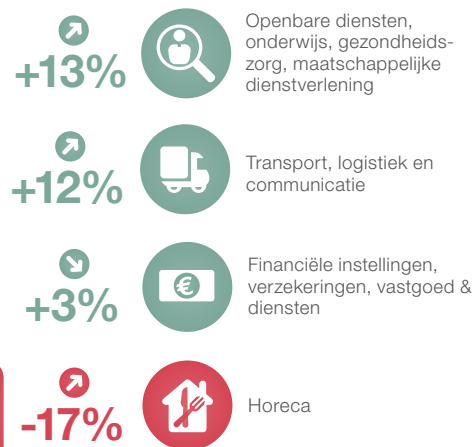 +13%
Openbare diensten,
onderwijs, gezondheids-
zorg, maatschappelijke
dienstverlening
+12%
Transport, logistiek en
communicatie
+3%
€
Financiële instellingen,
verzekeringen, vastgoed &
diensten
-17%
Horeca